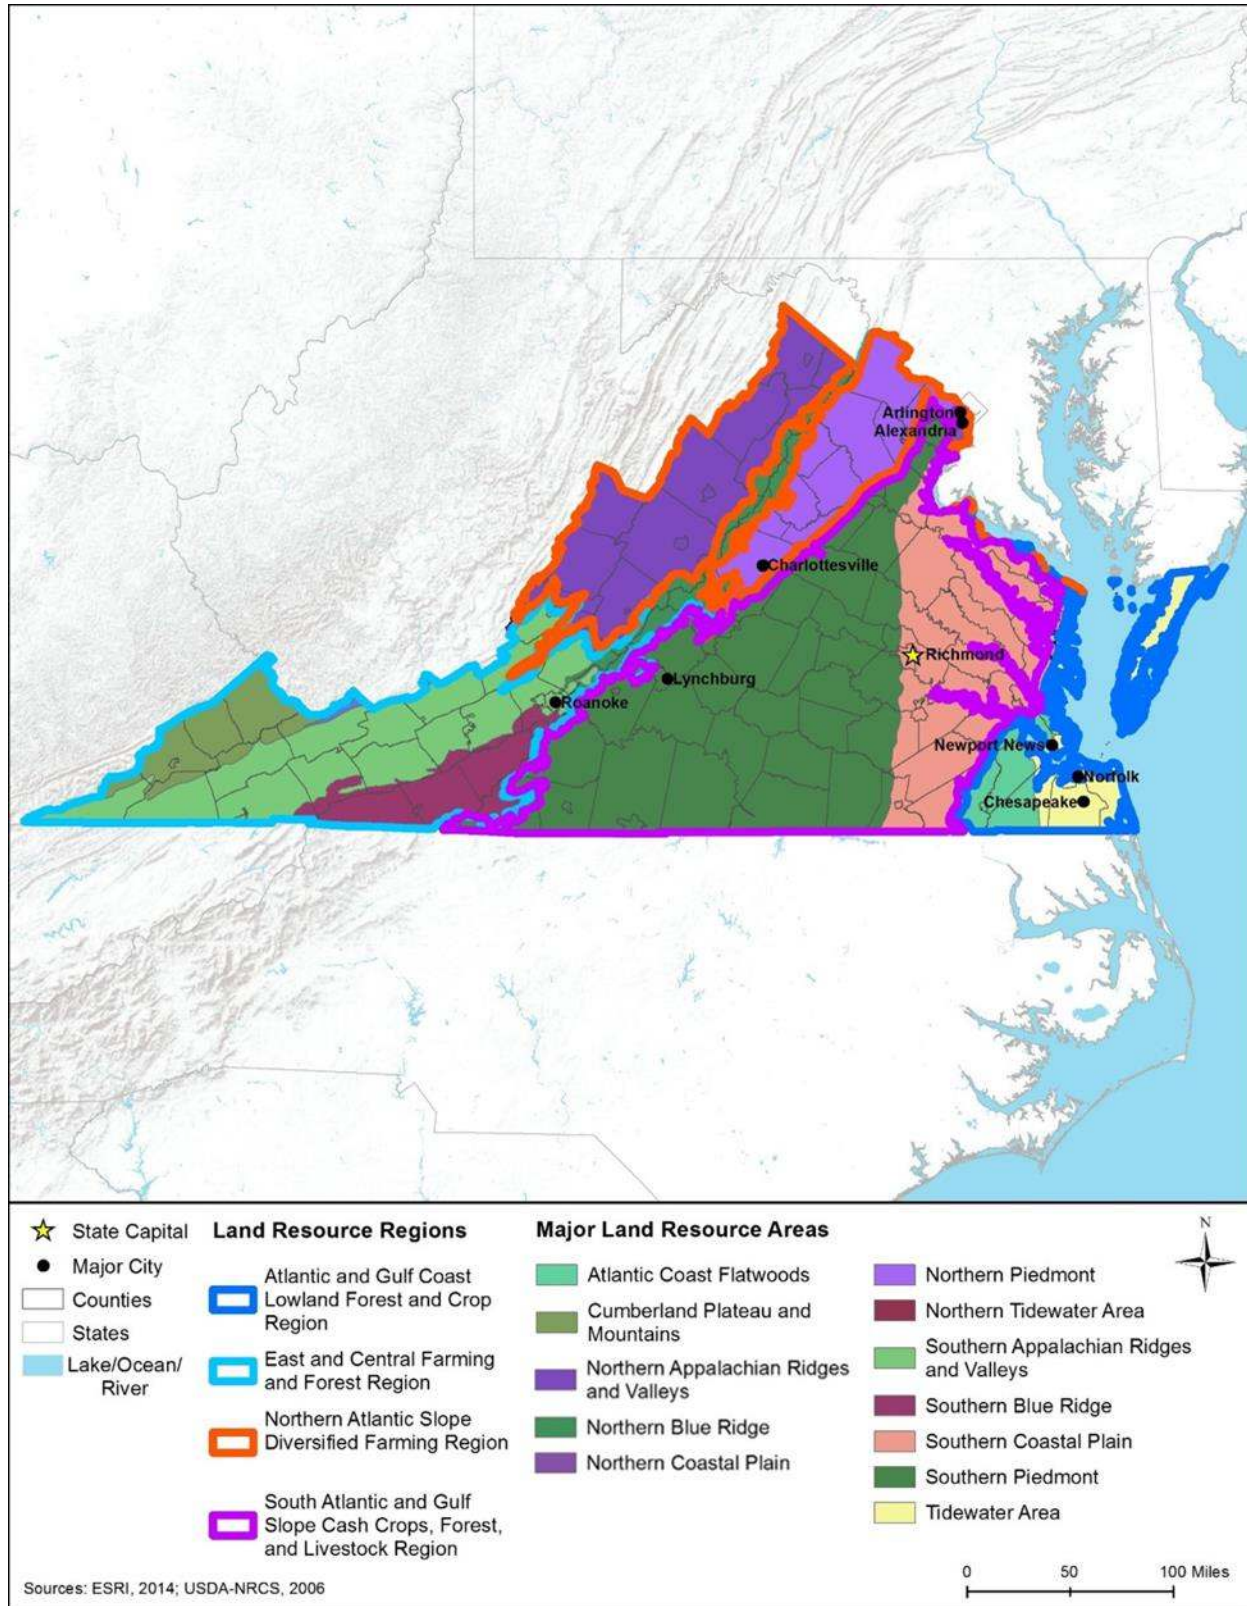 Arlington
Alexandria
Charlottesville
Richmond
Lynchburg
Roanoke
Newport News
Norfolk
Chesapeake
State Capital
Major City
Counties
States
Lake/Ocean/
River
Land Resource Regions
Atlantic and Gulf Coast
Lowland Forest and Crop
Region
East and Central Farming
and Forest Region
Northern Atlantic Slope
Diversified Farming Region
South Atlantic and Gulf
Slope Cash Crops, Forest,
and Livestock Region
Major Land Resource Areas
Atlantic Coast Flatwoods
Cumberland Plateau and
Mountains
Northern Appalachian Ridges
and Valleys
Northern Blue Ridge
Northern Coastal Plain
Northern Piedmont
Northern Tidewater Area
Southern Appalachian Ridges
and Valleys
Southern Blue Ridge
Southern Coastal Plain
Southern Piedmont
Tidewater Area
N
Sources: ESRI, 2014; USDA-NRCS, 2006
0 50 100 Miles